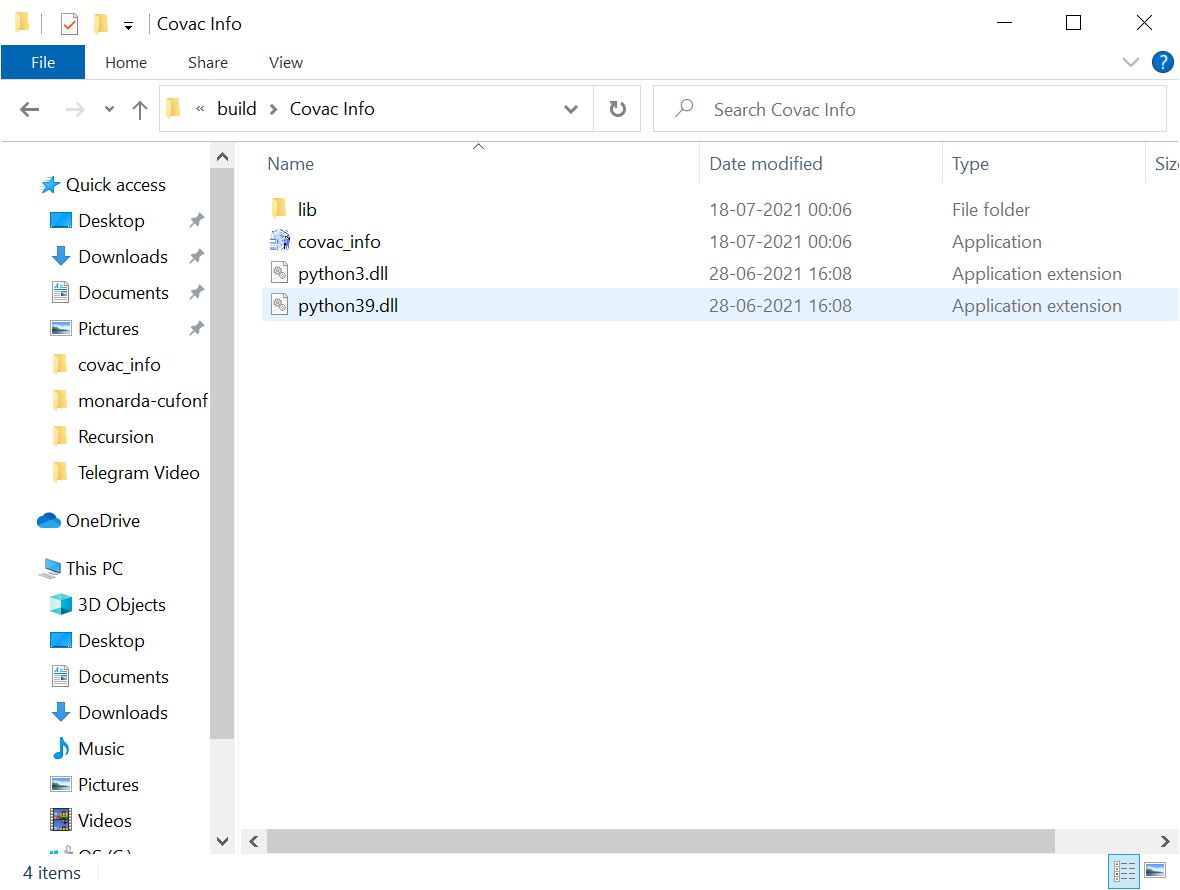 Covac Info
File Home Share View
« build > Covac Info
Search Covac Info
Name Date modified Type
lib 18-07-2021 00:06 File folder
covac_info 18-07-2021 00:06 Application
python3.dll 28-06-2021 16:08 Application extension
python39.dll 28-06-2021 16:08 Application extension
Quick access
Desktop
Downloads
Documents
Pictures
covac_info
monarda-cufonf
Recursion
Telegram Video
OneDrive
This PC
3D Objects
Desktop
Documents
Downloads
Music
Pictures
Videos
4 items